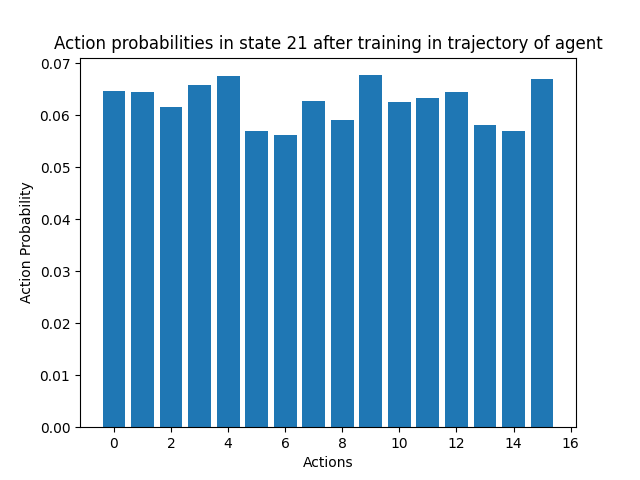 Action probabilities in state 21 after training in trajectory of agent
0.07
0.06
0.05
0.04
0.03
0.02
0.01
0.00
Action Probability
0 2 4 6 8 10 12 14 16
Actions